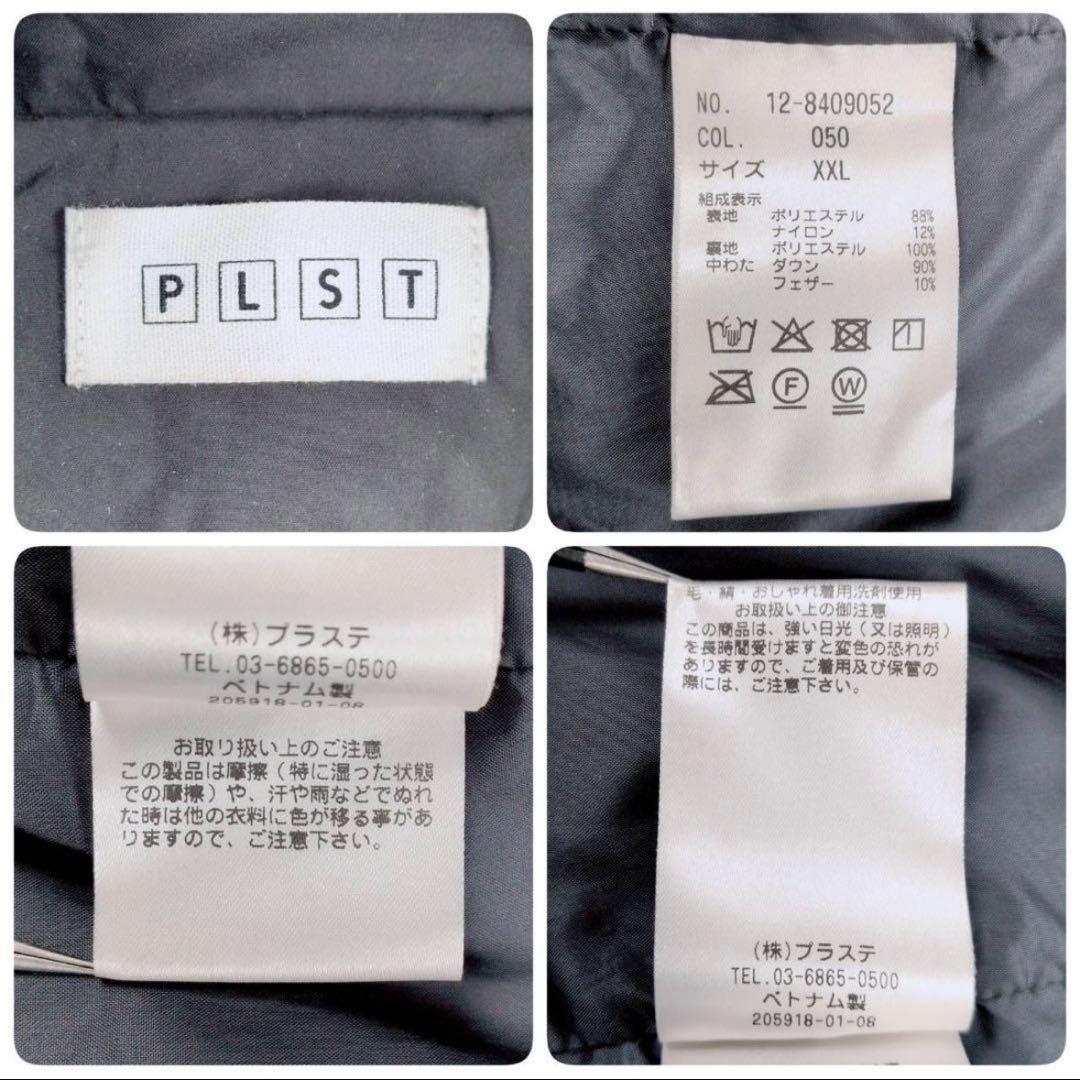 PLST
NO. 12-8409052
COL. 050
サイズ XXL
組成表示
表地 ポリエステル 88%
ナイロン 12%
裏地 ポリエステル 100%
中わた ダウン 90%
フェザー 10%
F W
(株)プラステ
TEL.03-6865-0500
ベトナム製
205918-01-08
お取り扱い上のご注意
この製品は摩擦(特に湿った状態
での摩擦)や、汗や雨などでぬれ
た時は他の衣料に色が移る事があ
りますので、ご注意下さい。
毛・絹・おしゃれ着用洗剤使用
お取扱い上の御注意
この商品は、強い日光(又は照明)
を長時間受けますと変色の恐れが
ありますので、ご着用及び保管の
際には、ご注意下さい。
(株)プラステ
TEL.03-6865-0500
ベトナム製
205918-01-08